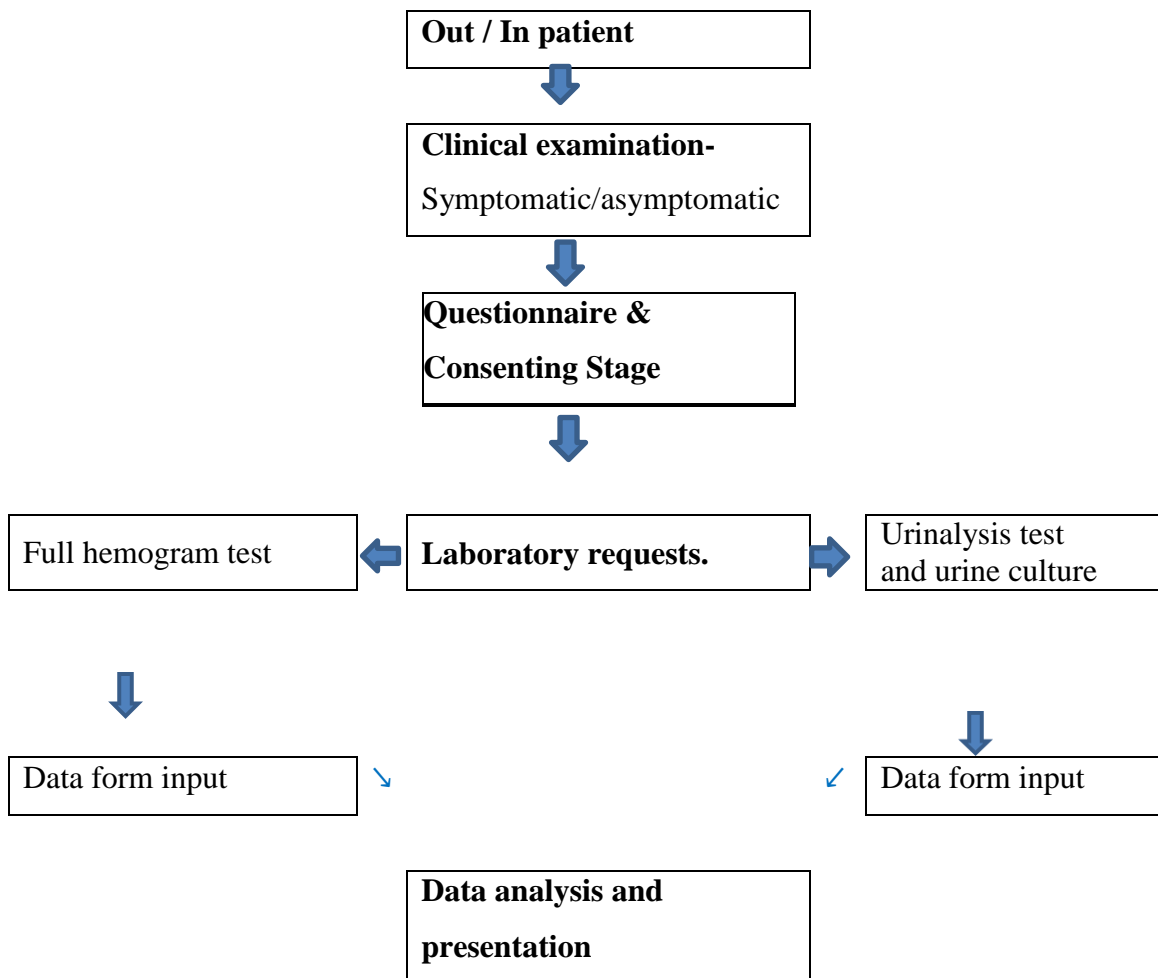 Out / In patient
Clinical examination-
Symptomatic/asymptomatic
Questionnaire &
Consenting Stage
Full hemogram test
Laboratory requests.
Urinalysis test
and urine culture
Data form input
Data form input
Data analysis and
presentation